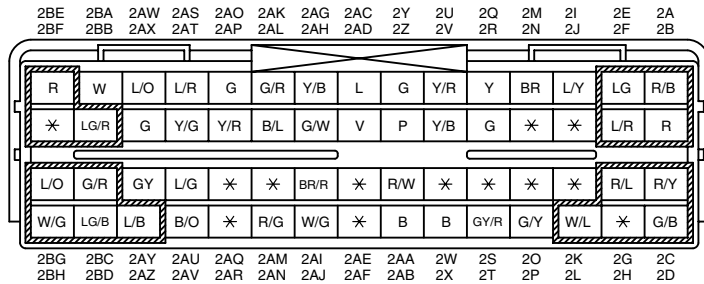 2BE 2BA 2AW 2AS 2AO 2AK 2AG 2AC 2Y 2U 2Q 2M 2I 2E 2A
2BF 2BB 2AX 2AT 2AP 2AL 2AH 2AD 2Z 2V 2R 2N 2J 2F 2B
R W L/O L/R G G/R Y/B L G Y/R Y BR L/Y LG R/B
* LG/R G Y/G Y/R B/L G/W V P Y/B G * * L/R R
L/O G/R GY L/G * * BR/R * R/W * * * * R/L R/Y
W/G LG/B L/B B/O * R/G W/G * B B GY/R G/Y W/L * G/B
2BG 2BC 2AY 2AU 2AQ 2AM 2AI 2AE 2AA 2W 2S 2O 2K 2G 2C
2BH 2BD 2AZ 2AV 2AR 2AN 2AJ 2AF 2AB 2X 2T 2P 2L 2H 2D